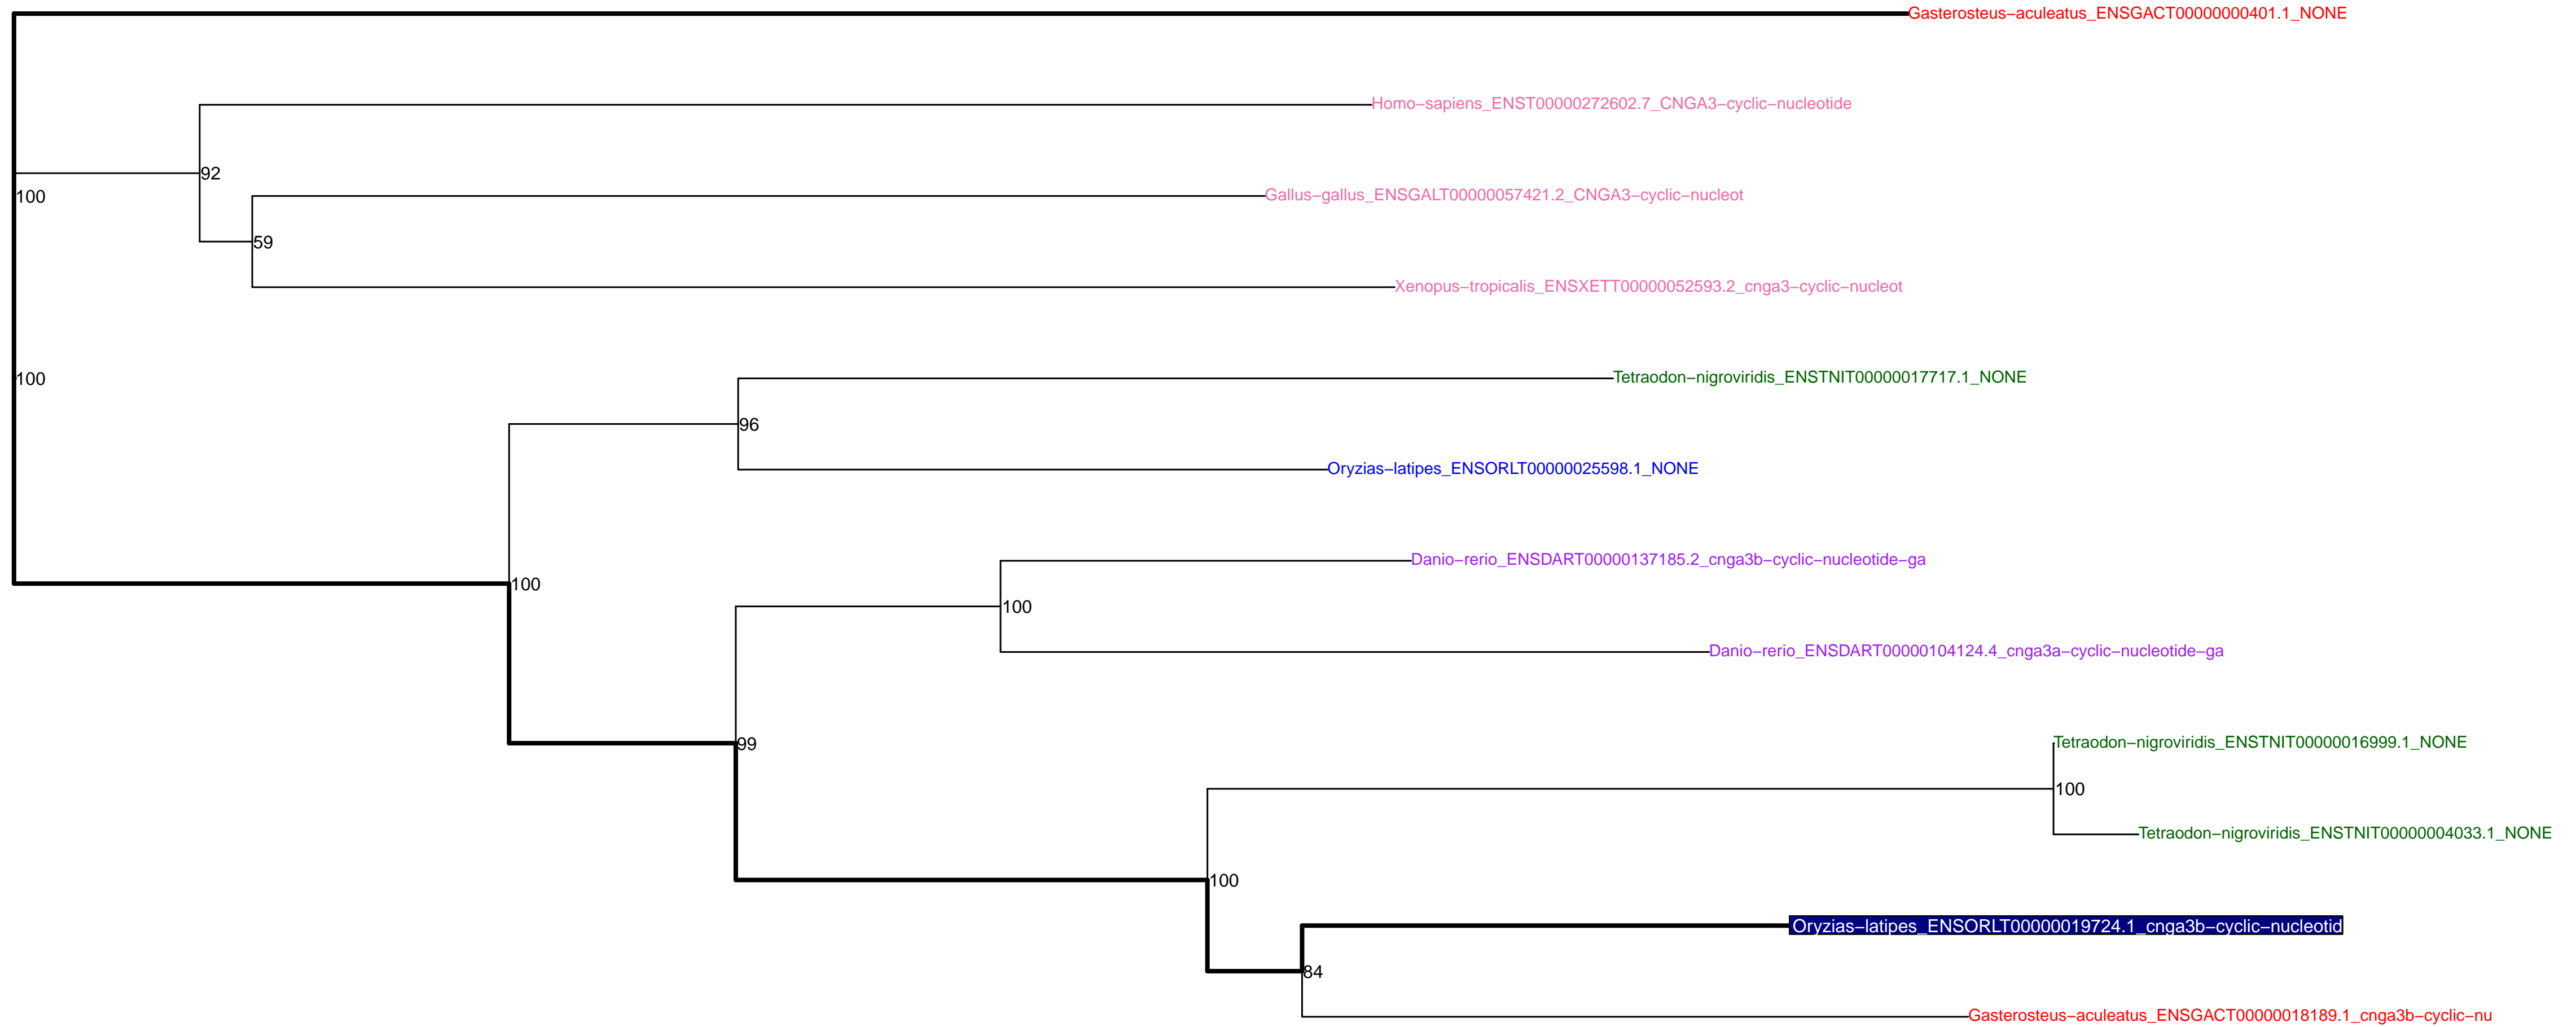 Gasterosteus−aculeatus_ENSGACT00000000401.1_NONE
Homo−sapiens_ENST00000272602.7_CNGA3−cyclic−nucleotide
92
100
Gallus−gallus_ENSGALT00000057421.2_CNGA3−cyclic−nucleot
59
Xenopus−tropicalis_ENSXETT00000052593.2_cnga3−cyclic−nucleot
100
Tetraodon−nigroviridis_ENSTNIT00000017717.1_NONE
96
Oryzias−latipes_ENSORLT00000025598.1_NONE
Danio−rerio_ENSDART00000137185.2_cnga3b−cyclic−nucleotide−ga
100
100
Danio−rerio_ENSDART00000104124.4_cnga3a−cyclic−nucleotide−ga
99
Tetraodon−nigroviridis_ENSTNIT00000016999.1_NONE
100
Tetraodon−nigroviridis_ENSTNIT00000004033.1_NONE
100
Oryzias−latipes_ENSORLT00000019724.1_cnga3b−cyclic−nucleotid
84
Gasterosteus−aculeatus_ENSGACT00000018189.1_cnga3b−cyclic−nu